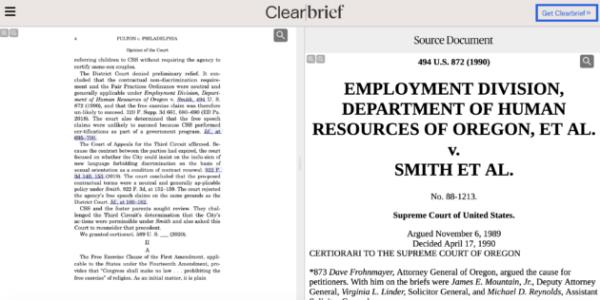 Clearbrief
Get Clearbrief»
4 FULTON v. PHILADELPHIA
Opinion of the Court
referring children to CSS without requiring the agency to
certify same-sex couples.
The District Court denied preliminary relief. It con-
cluded that the contractual non-discrimination require-
ment and the Fair Practices Ordinance were neutral and
generally applicable under Employment Division, Depart-
ment of Human Resources of Oregon v. Smith, 494 U. S.
872 (1990), and that the free exercise claim was therefore
unlikely to succeed. 320 F. Supp. 3d 661, 680–690 (ED Pa.
2018). The court also determined that the free speech
claims were unlikely to succeed because CSS performed
certifications as part of a government program. Id., at
695–700.
The Court of Appeals for the Third Circuit affirmed. Be-
cause the contract between the parties had expired, the court
focused on whether the City could insist on the inclusion of
new language forbidding discrimination on the basis of
sexual orientation as a condition of contract renewal. 922 F.
3d 140, 153 (2019). The court concluded that the proposed
contractual terms were a neutral and generally applicable
policy under Smith. 922 F. 3d, at 152–159. The court rejected
the agency's free speech claims on the same grounds as the
District Court. Id., at 160–162.
CSS and the foster parents sought review. They chal-
lenged the Third Circuit's determination that the City's
actions were permissible under Smith and also asked this
Court to reconsider that precedent.
We granted certiorari. 589 U. S. ___ (2020).
II
A
The Free Exercise Clause of the First Amendment, appli-
cable to the States under the Fourteenth Amendment, pro-
vides that "Congress shall make no law . . . prohibiting the
free exercise" of religion. As an initial matter, it is plain
Source Document
494 U.S. 872 (1990)
EMPLOYMENT DIVISION,
DEPARTMENT OF HUMAN
RESOURCES OF OREGON, ET AL.
v.
SMITH ET AL.
No. 88-1213.
Supreme Court of United States.
Argued November 6, 1989
Decided April 17, 1990
CERTIORARI TO THE SUPREME COURT OF OREGON
*873 Dave Frohnmayer, Attorney General of Oregon, argued the cause for
petitioners. With him on the briefs were James E. Mountain, Jr., Deputy Attorney
General, Virginia L. Linder, Solicitor General, and Michael D. Reynolds, Assistant